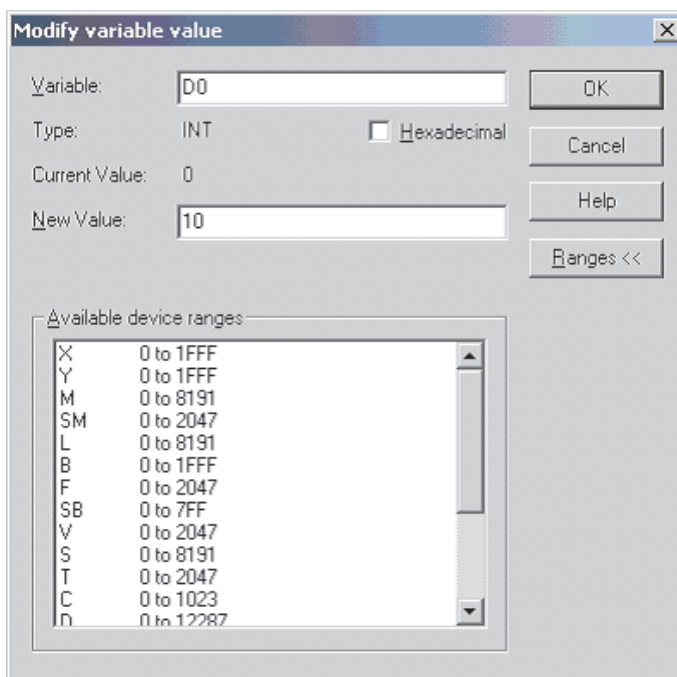 Modify variable value
Variable: D0 OK
Type: INT Hexadecimal Cancel
Current Value: 0
New Value: 10 Help
Ranges <<
Available device ranges
X 0 to 1FFF
Y 0 to 1FFF
M 0 to 8191
SM 0 to 2047
L 0 to 8191
B 0 to 1FFF
F 0 to 2047
SB 0 to 7FF
V 0 to 2047
S 0 to 8191
T 0 to 2047
C 0 to 1023
D 0 to 12287